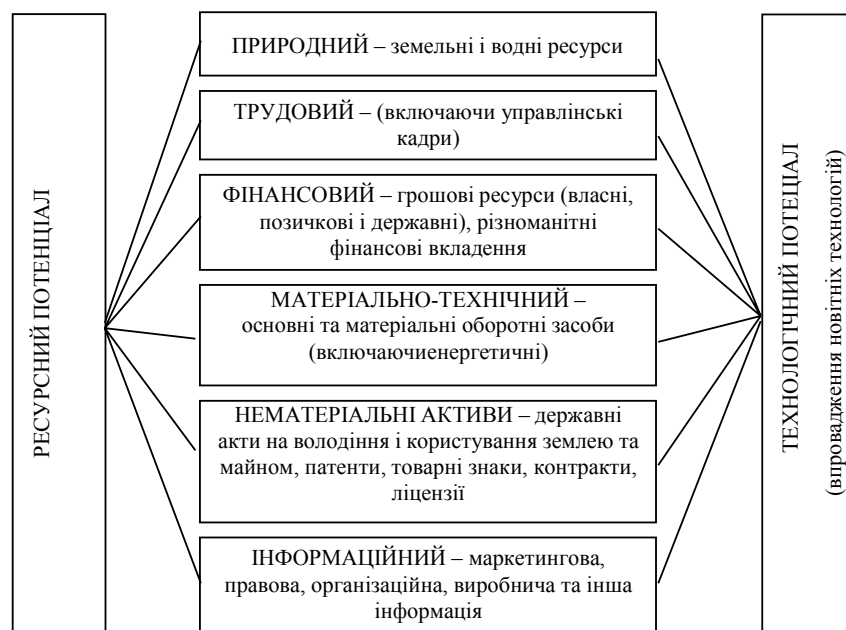 РЕСУРСНИЙ ПОТЕНЦІАЛ
ПРИРОДНИЙ – земельні і водні ресурси
ТРУДОВИЙ – (включаючи управлінські
кадри)
ФІНАНСОВИЙ – грошові ресурси (власні,
позичкові і державні), різноманітні
фінансові вкладення
МАТЕРІАЛЬНО-ТЕХНІЧНИЙ –
основні та матеріальні оборотні засоби
(включаючиенергетичні)
НЕМАТЕРІАЛЬНІ АКТИВИ – державні
акти на володіння і користування землею та
майном, патенти, товарні знаки, контракти,
ліцензії
ІНФОРМАЦІЙНИЙ – маркетингова,
правова, організаційна, виробнича та інша
інформація
ТЕХНОЛОГІЧНИЙ ПОТЕЦІАЛ
(впровадження новітніх технологій)